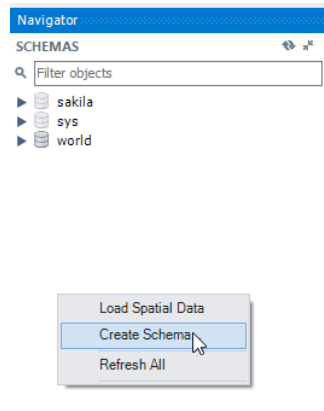 Navigator
SCHEMAS
Filter objects
sakila
sys
world
Load Spatial Data
Create Schema
Refresh All